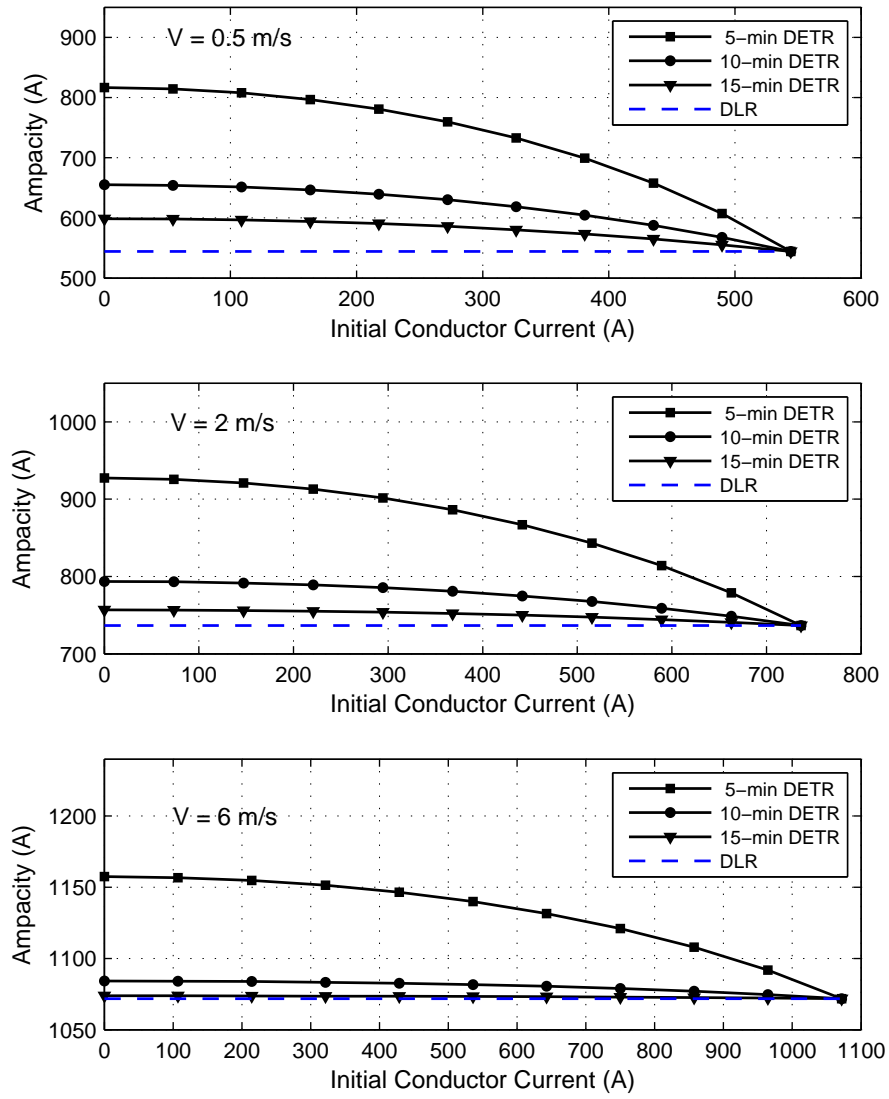 V = 0.5 m/s
5−min DETR
10−min DETR
15−min DETR
DLR
Ampacity (A)
900
800
700
600
500
0 100 200 300 400 500 600
Initial Conductor Current (A)
V = 2 m/s
5−min DETR
10−min DETR
15−min DETR
DLR
Ampacity (A)
1000
900
800
700
0 100 200 300 400 500 600 700 800
Initial Conductor Current (A)
V = 6 m/s
5−min DETR
10−min DETR
15−min DETR
DLR
Ampacity (A)
1200
1150
1100
1050
0 100 200 300 400 500 600 700 800 900 1000 1100
Initial Conductor Current (A)